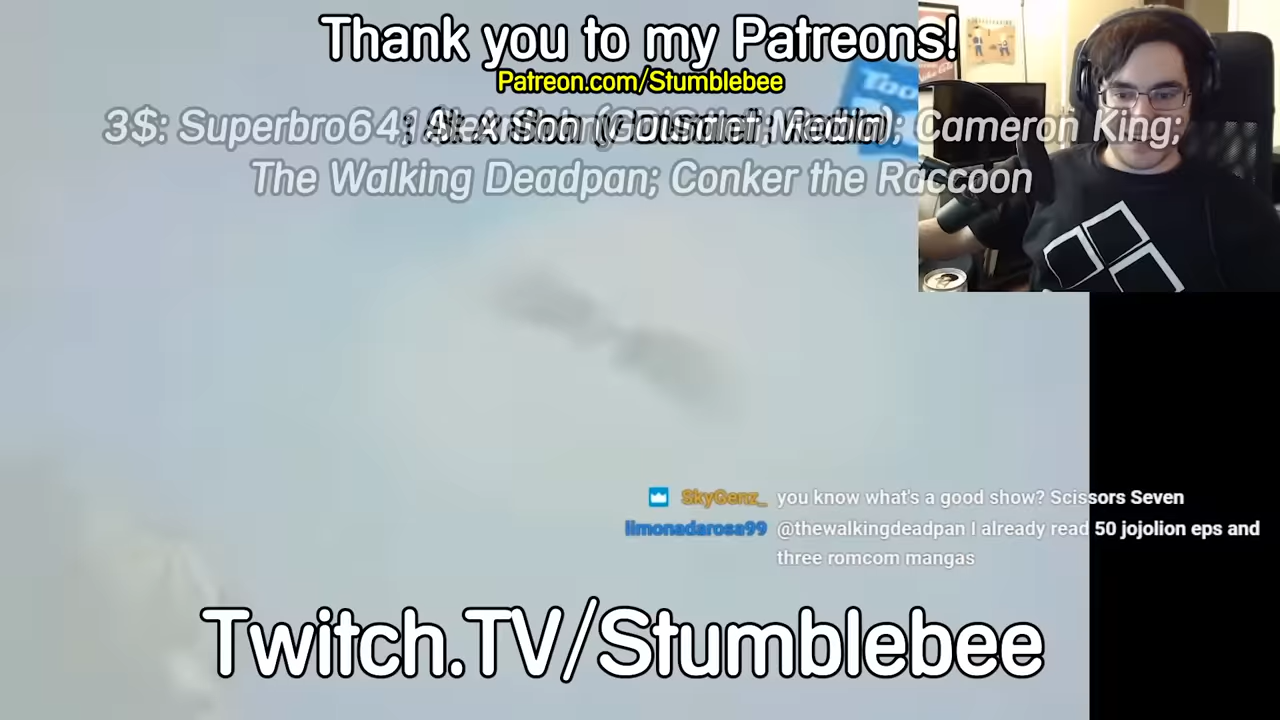 Thank you to my Patreons!
Patreon.com/Stumblebee
3$: Superbro64; Cameron King;
The Walking Deadpan; Conker the Raccoon
SkyGenz_ you know what's a good show? Scissors Seven
limonadarosa99 @thewalkingdeadpan I already read 50 jojolion eps and
three romcom mangas
Twitch.TV/Stumblebee